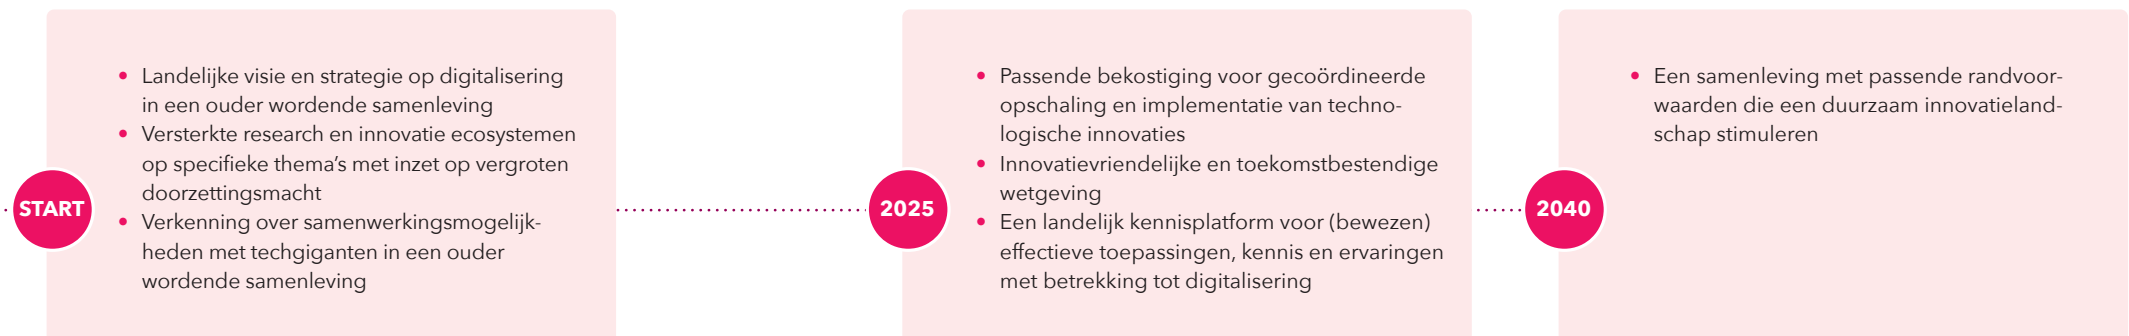 START
• Landelijke visie en strategie op digitalisering
in een ouder wordende samenleving
• Versterkte research en innovatie ecosystemen
op specifieke thema's met inzet op vergroten
doorzettingsmacht
• Verkenning over samenwerkingsmogelijk-
heden met techgiganten in een ouder
wordende samenleving
2025
• Passende bekostiging voor gecoördineerde
opschaling en implementatie van techno-
logische innovaties
• Innovatievriendelijke en toekomstbestendige
wetgeving
• Een landelijk kennisplatform voor (bewezen)
effectieve toepassingen, kennis en ervaringen
met betrekking tot digitalisering
2040
• Een samenleving met passende randvoor-
waarden die een duurzaam innovatieland-
schap stimuleren